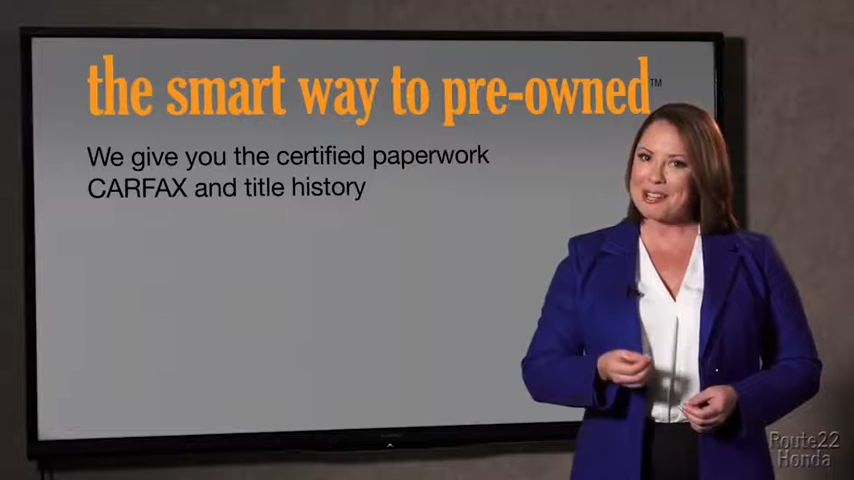 the smart way to pre-owned™
We give you the certified paperwork
CARFAX and title history
Route22
Honda